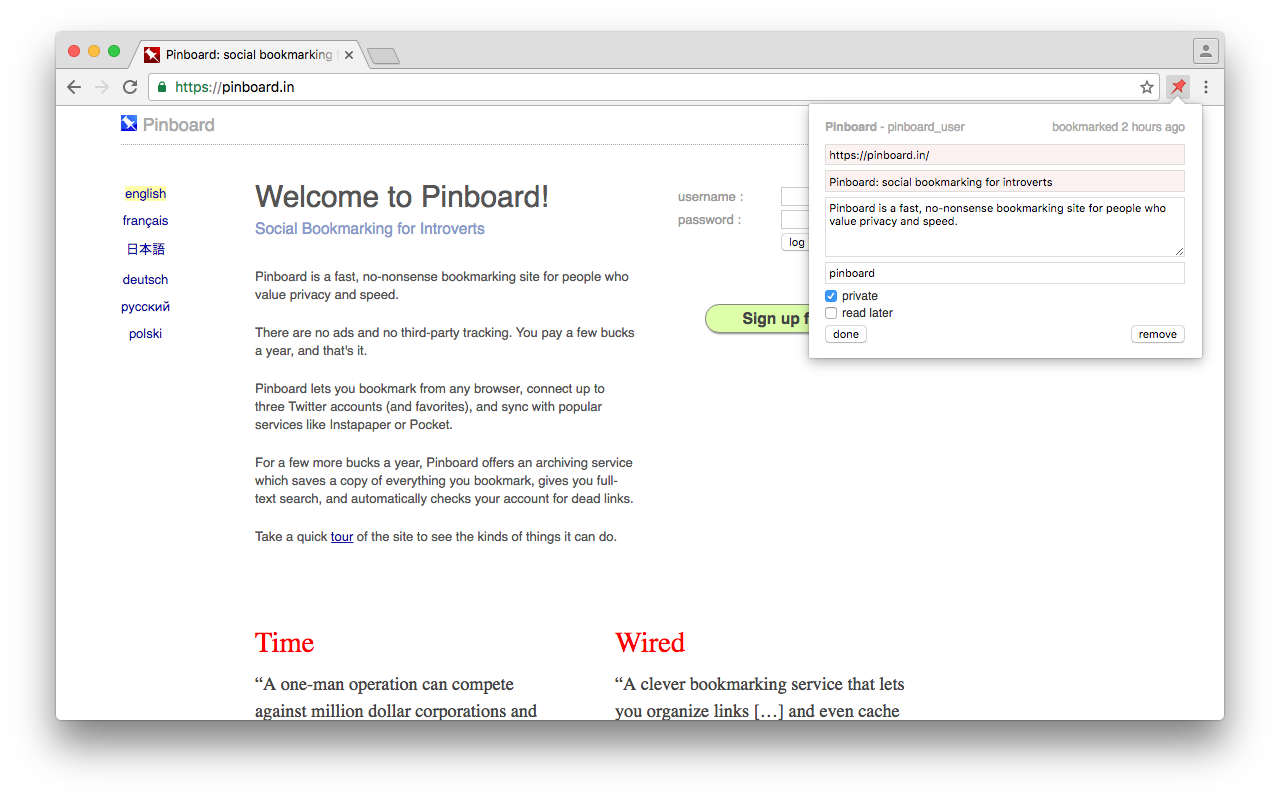 Pinboard: social bookmarking
https://pinboard.in
Pinboard
english
français
日本語
deutsch
русский
polski
Welcome to Pinboard!
Social Bookmarking for Introverts
Pinboard is a fast, no-nonsense bookmarking site for people who
value privacy and speed.
There are no ads and no third-party tracking. You pay a few bucks
a year, and that's it.
Pinboard lets you bookmark from any browser, connect up to
three Twitter accounts (and favorites), and sync with popular
services like Instapaper or Pocket.
For a few more bucks a year, Pinboard offers an archiving service
which saves a copy of everything you bookmark, gives you full-
text search, and automatically checks your account for dead links.
Take a quick tour of the site to see the kinds of things it can do.
username :
password :
log
Sign up f
Pinboard - pinboard_user
bookmarked 2 hours ago
https://pinboard.in/
Pinboard: social bookmarking for introverts
Pinboard is a fast, no-nonsense bookmarking site for people who
value privacy and speed.
pinboard
private
read later
done
remove
Time
“A one-man operation can compete
against million dollar corporations and
Wired
“A clever bookmarking service that lets
you organize links […] and even cache